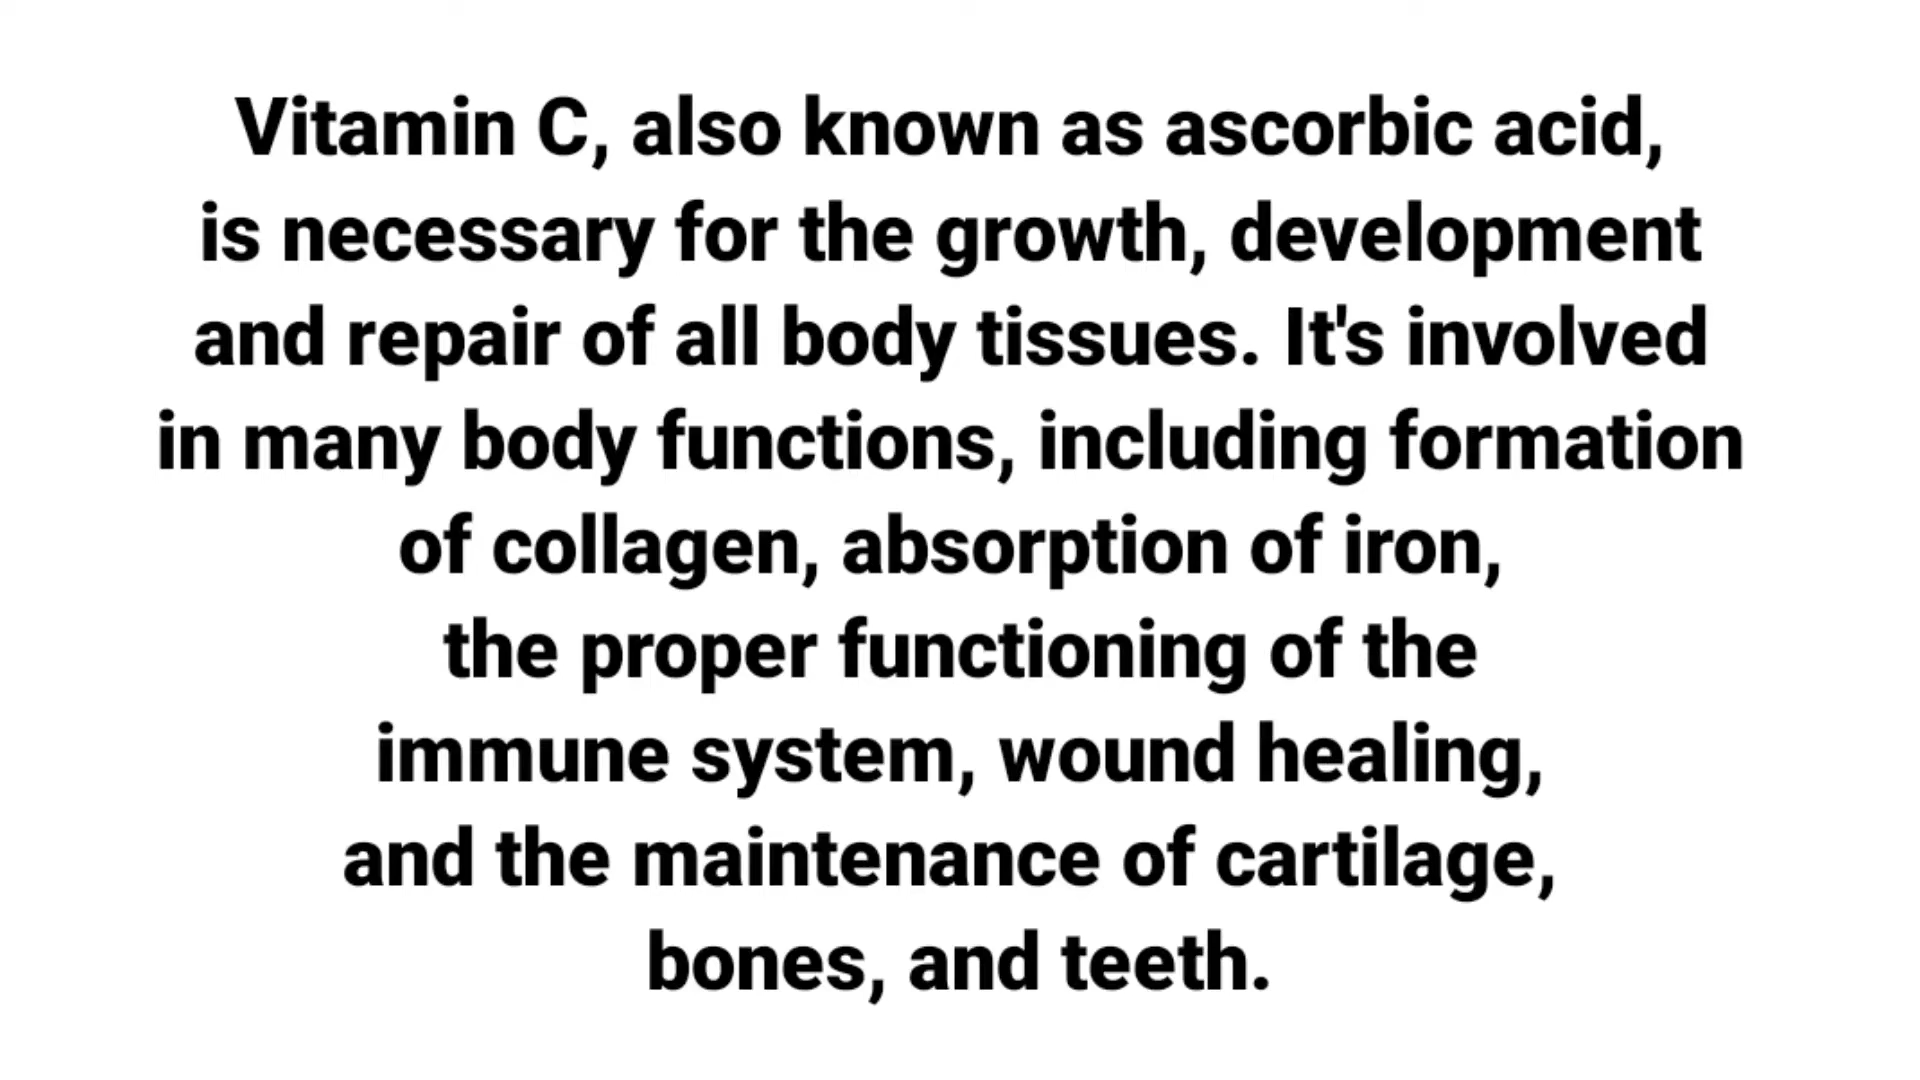 Vitamin C, also known as ascorbic acid,
is necessary for the growth, development
and repair of all body tissues. It's involved
in many body functions, including formation
of collagen, absorption of iron,
the proper functioning of the
immune system, wound healing,
and the maintenance of cartilage,
bones, and teeth.